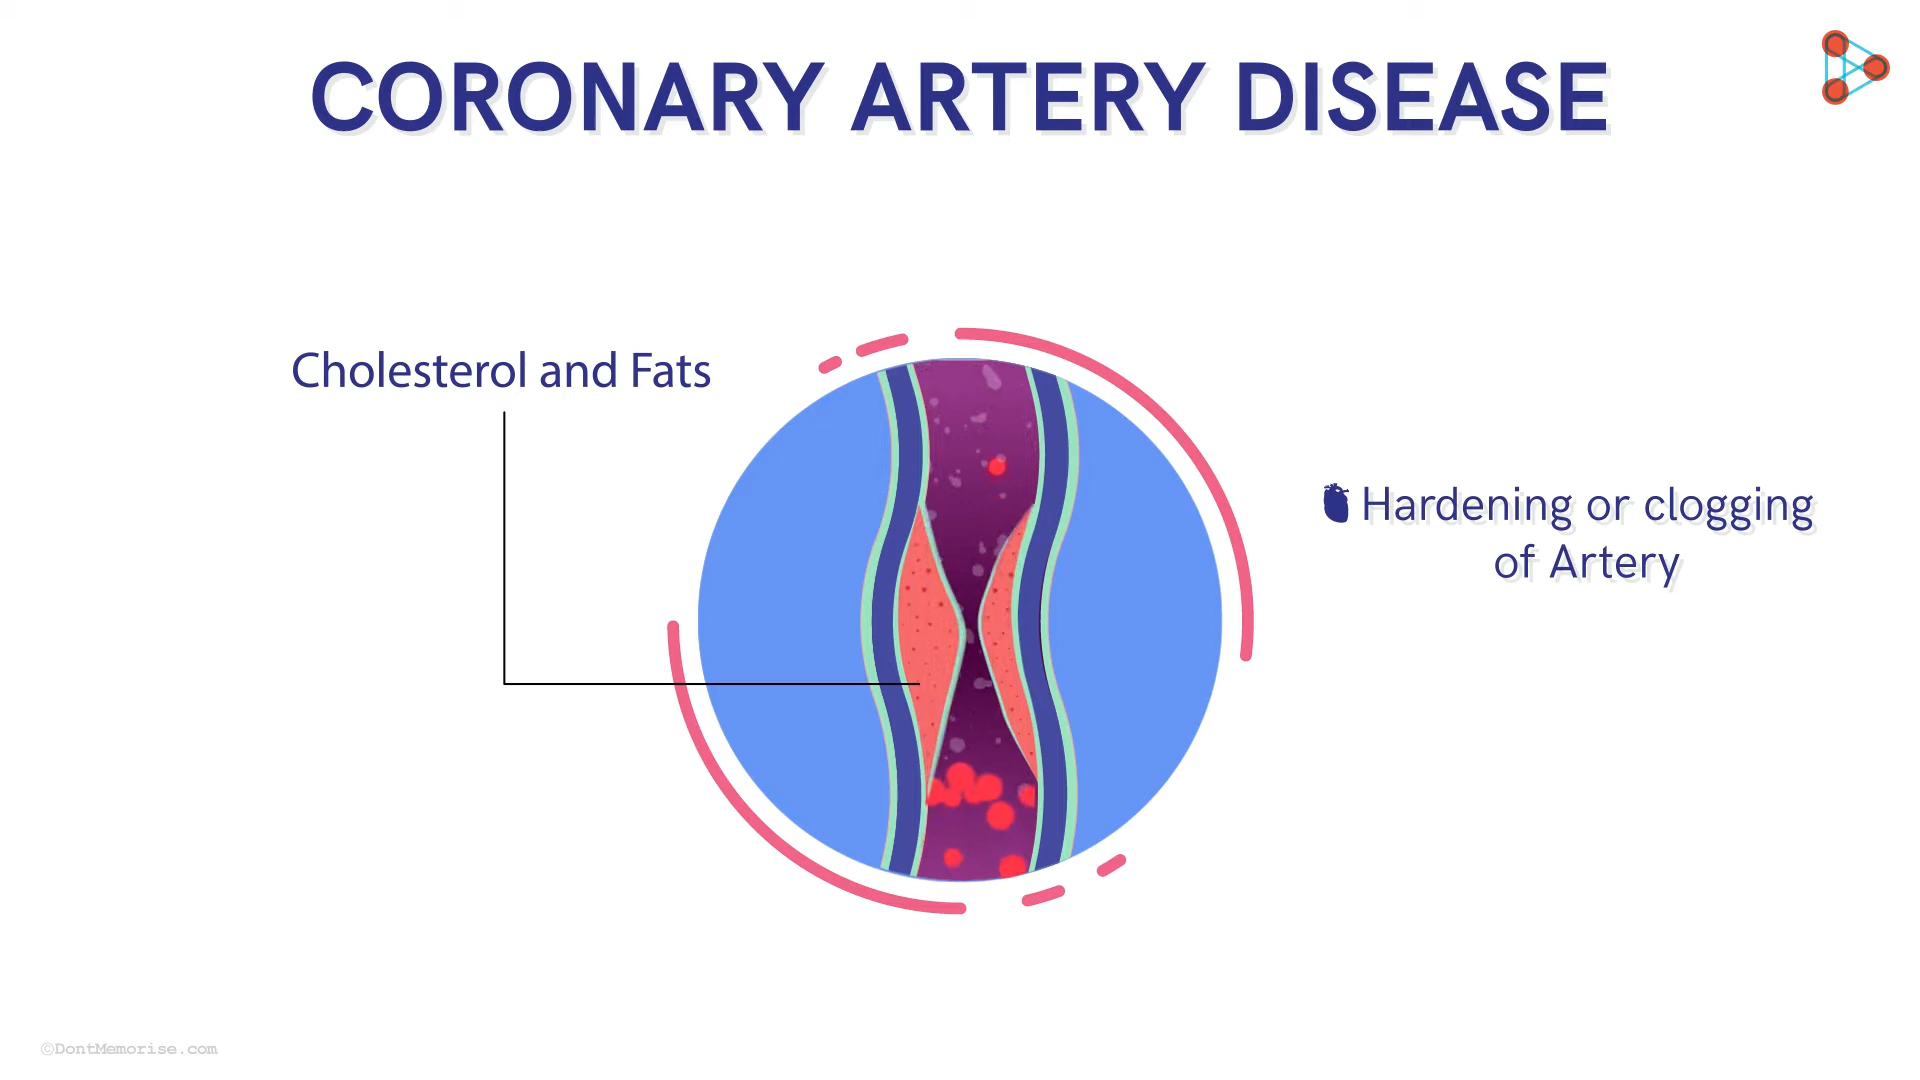 CORONARY ARTERY DISEASE
Cholesterol and Fats
Hardening or clogging
of Artery
©DontMemorise.com